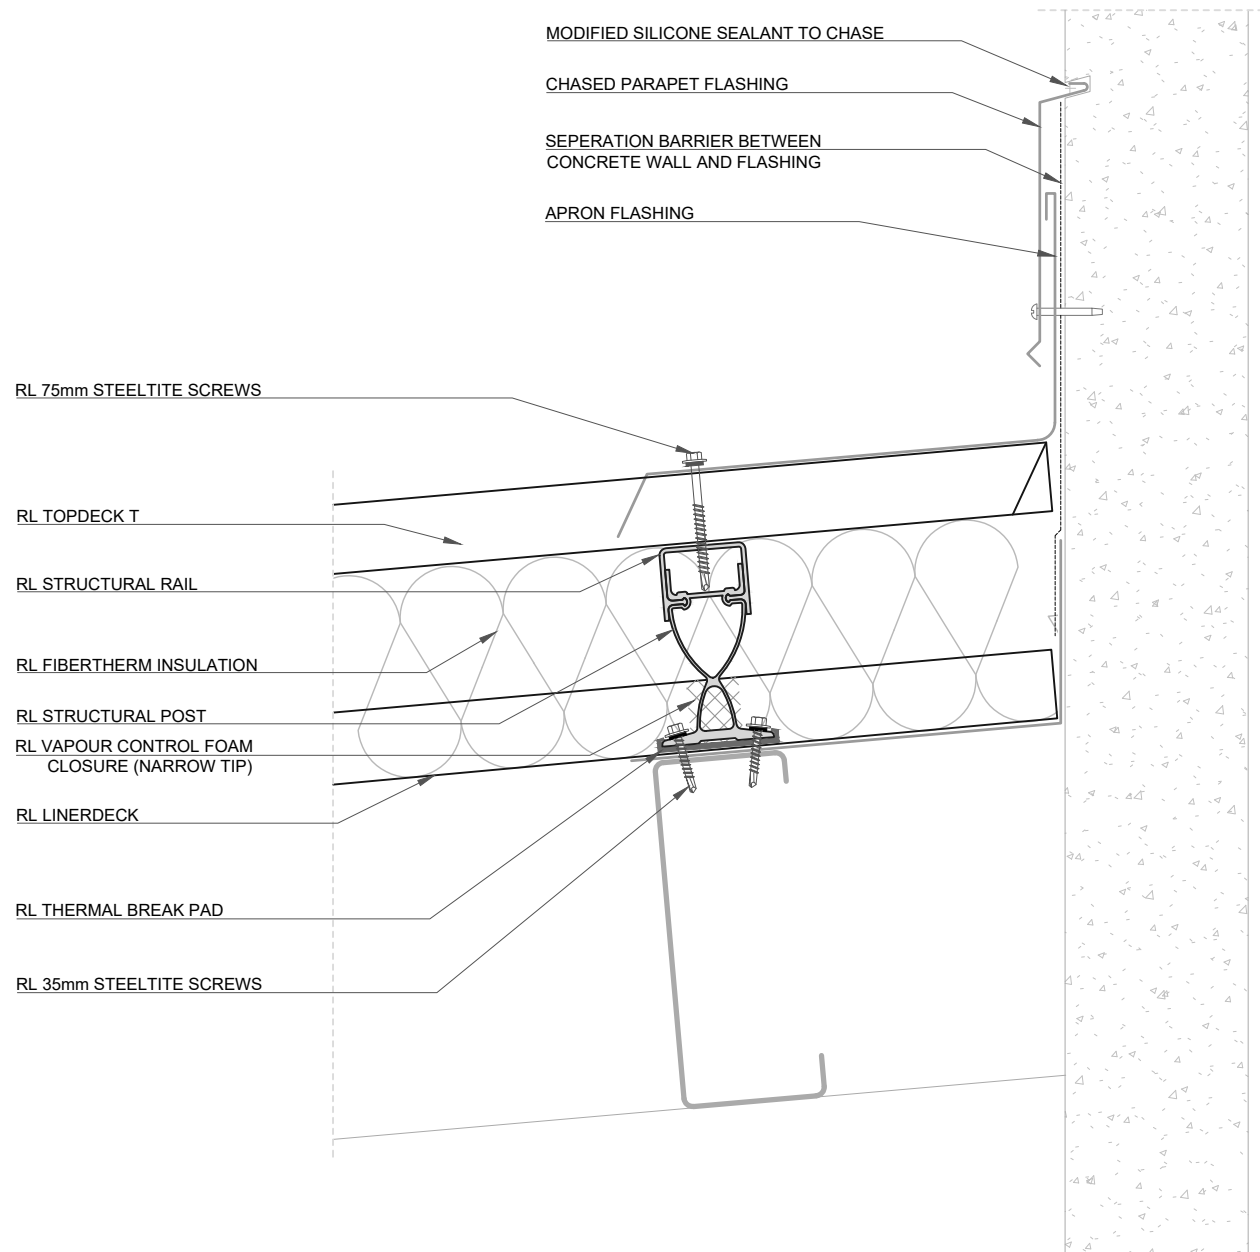 MODIFIED SILICONE SEALANT TO CHASE
CHASED PARAPET FLASHING
SEPERATION BARRIER BETWEEN
CONCRETE WALL AND FLASHING
APRON FLASHING
RL 75mm STEELTITE SCREWS
RL TOPDECK T
RL STRUCTURAL RAIL
RL FIBERTHERM INSULATION
RL STRUCTURAL POST
RL VAPOUR CONTROL FOAM
CLOSURE (NARROW TIP)
RL LINERDECK
RL THERMAL BREAK PAD
RL 35mm STEELTITE SCREWS